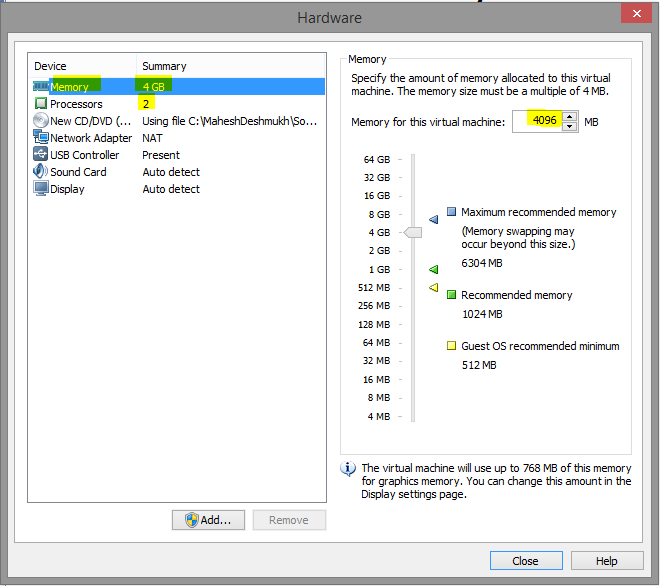 Hardware
Device Summary
Memory 4 GB
Processors 2
New CD/DVD (... Using file C:\MaheshDeshmukh\So...
Network Adapter NAT
USB Controller Present
Sound Card Auto detect
Display Auto detect
Add...
Remove
Memory
Specify the amount of memory allocated to this virtual
machine. The memory size must be a multiple of 4 MB.
Memory for this virtual machine: 4096 MB
64 GB
32 GB
16 GB
8 GB
4 GB
2 GB
1 GB
512 MB
256 MB
128 MB
64 MB
32 MB
16 MB
8 MB
4 MB
Maximum recommended memory
(Memory swapping may
occur beyond this size.)
6304 MB
Recommended memory
1024 MB
Guest OS recommended minimum
512 MB
The virtual machine will use up to 768 MB of this memory
for graphics memory. You can change this amount in the
Display settings page.
Close
Help